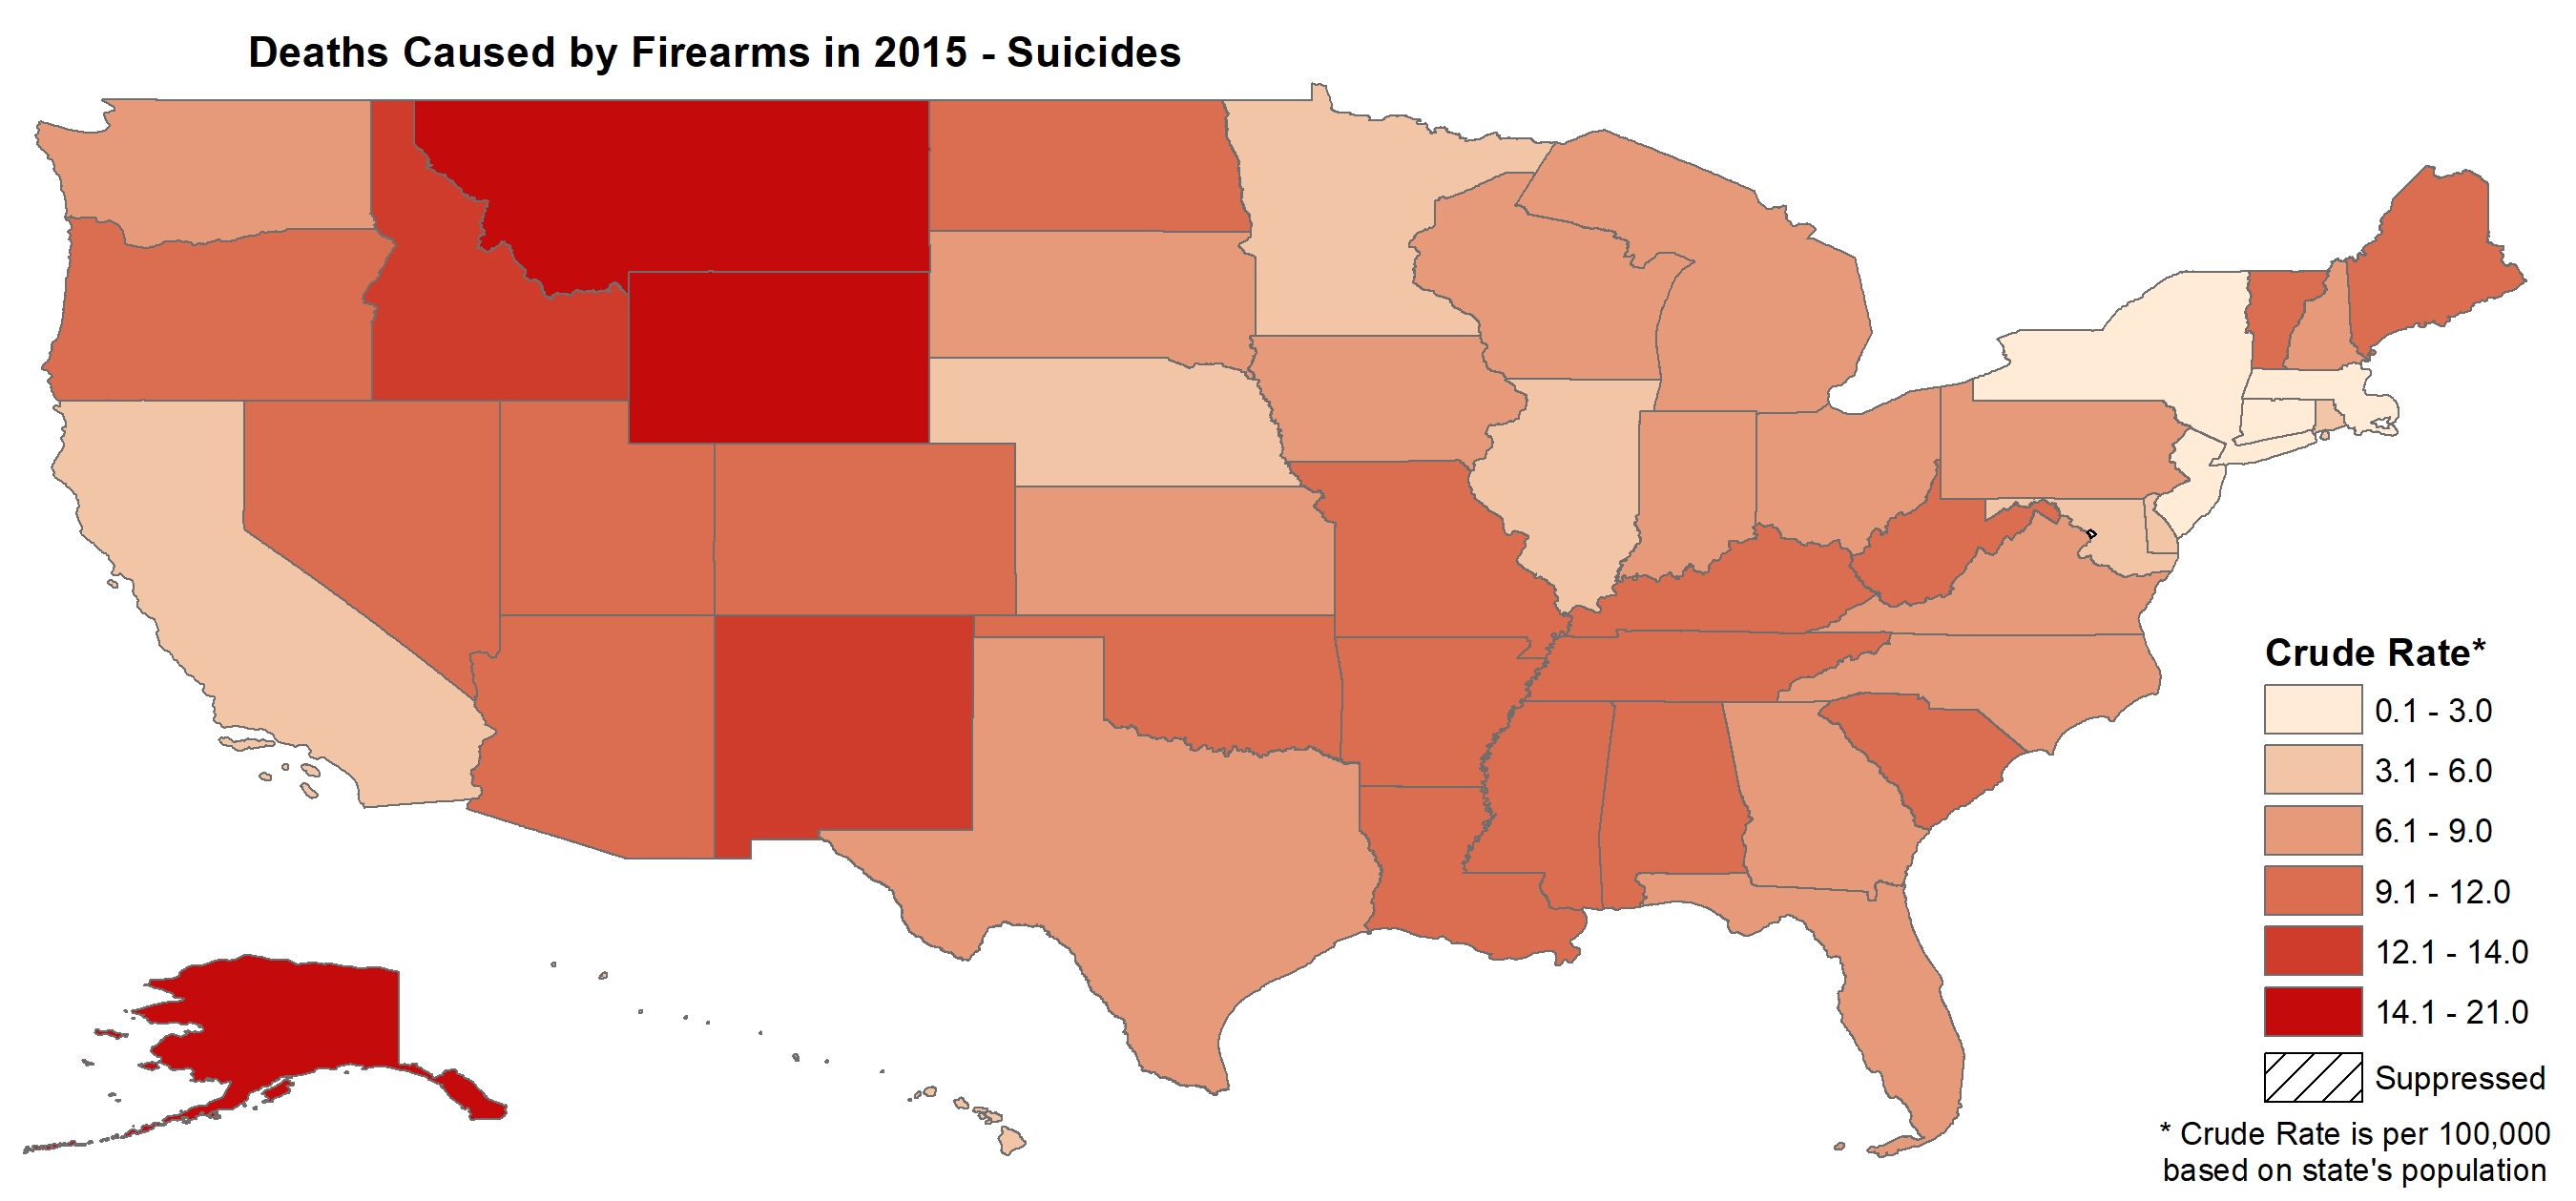 Deaths Caused by Firearms in 2015 - Suicides
Crude Rate*
0.1 - 3.0
3.1 - 6.0
6.1 - 9.0
9.1 - 12.0
12.1 - 14.0
14.1 - 21.0
Suppressed
* Crude Rate is per 100,000
based on state's population